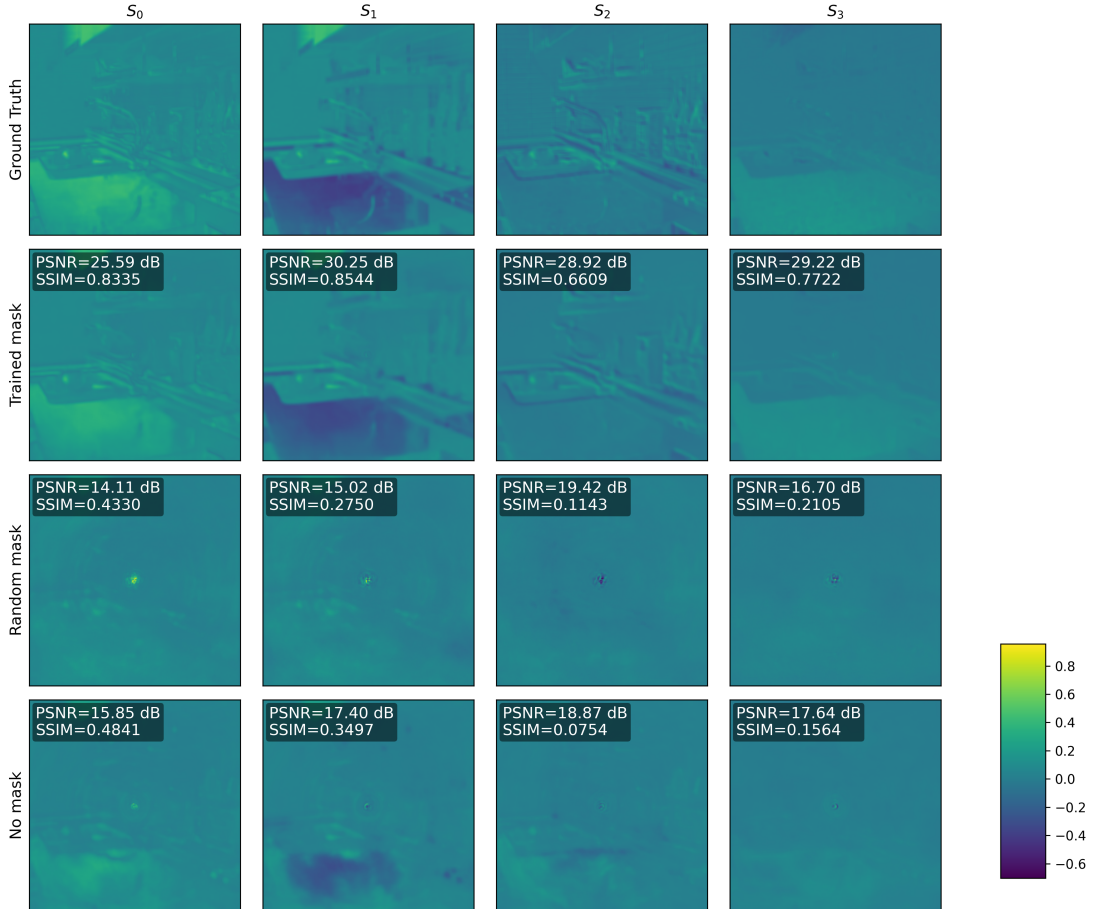 S₀ S₁ S₂ S₃
Ground Truth
Trained mask
PSNR=25.59 dB
SSIM=0.8335
PSNR=30.25 dB
SSIM=0.8544
PSNR=28.92 dB
SSIM=0.6609
PSNR=29.22 dB
SSIM=0.7722
Random mask
PSNR=14.11 dB
SSIM=0.4330
PSNR=15.02 dB
SSIM=0.2750
PSNR=19.42 dB
SSIM=0.1143
PSNR=16.70 dB
SSIM=0.2105
No mask
PSNR=15.85 dB
SSIM=0.4841
PSNR=17.40 dB
SSIM=0.3497
PSNR=18.87 dB
SSIM=0.0754
PSNR=17.64 dB
SSIM=0.1564
0.8
0.6
0.4
0.2
0.0
−0.2
−0.4
−0.6